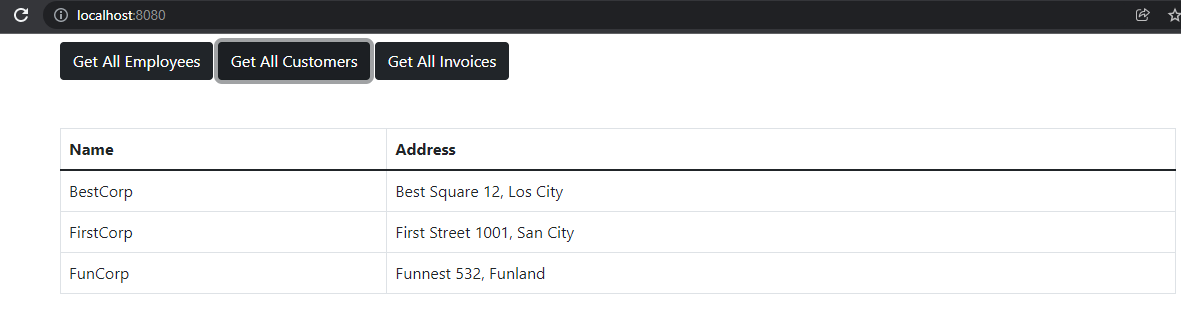 localhost:8080
Get All Employees Get All Customers Get All Invoices
Name Address
BestCorp Best Square 12, Los City
FirstCorp First Street 1001, San City
FunCorp Funnest 532, Funland